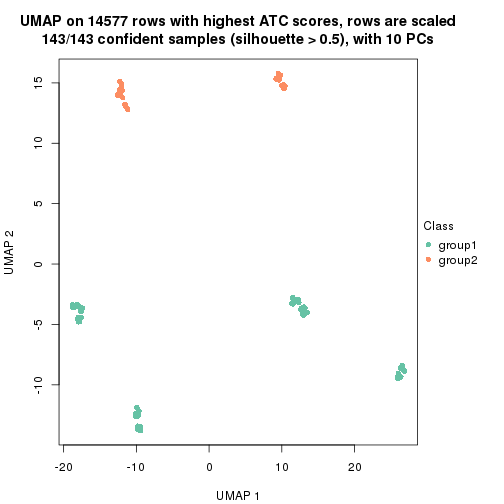 UMAP on 14577 rows with highest ATC scores, rows are scaled
143/143 confident samples (silhouette > 0.5), with 10 PCs
15
10
5
0
-5
-10
UMAP 2
-20
-10
0
10
20
UMAP 1
Class
group1
group2